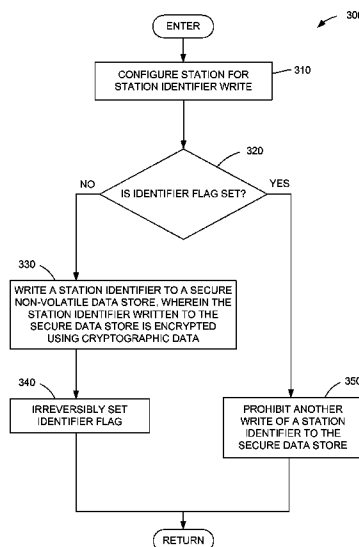 ENTER
300
CONFIGURE STATION FOR
STATION IDENTIFIER WRITE
310
320
IS IDENTIFIER FLAG SET?
NO
YES
330
WRITE A STATION IDENTIFIER TO A SECURE
NON-VOLATILE DATA STORE, WHEREIN THE
STATION IDENTIFIER WRITTEN TO THE
SECURE DATA STORE IS ENCRYPTED
USING CRYPTOGRAPHIC DATA
340
IRREVERSIBLY SET
IDENTIFIER FLAG
350
PROHIBIT ANOTHER
WRITE OF A STATION
IDENTIFIER TO THE
SECURE DATA STORE
RETURN